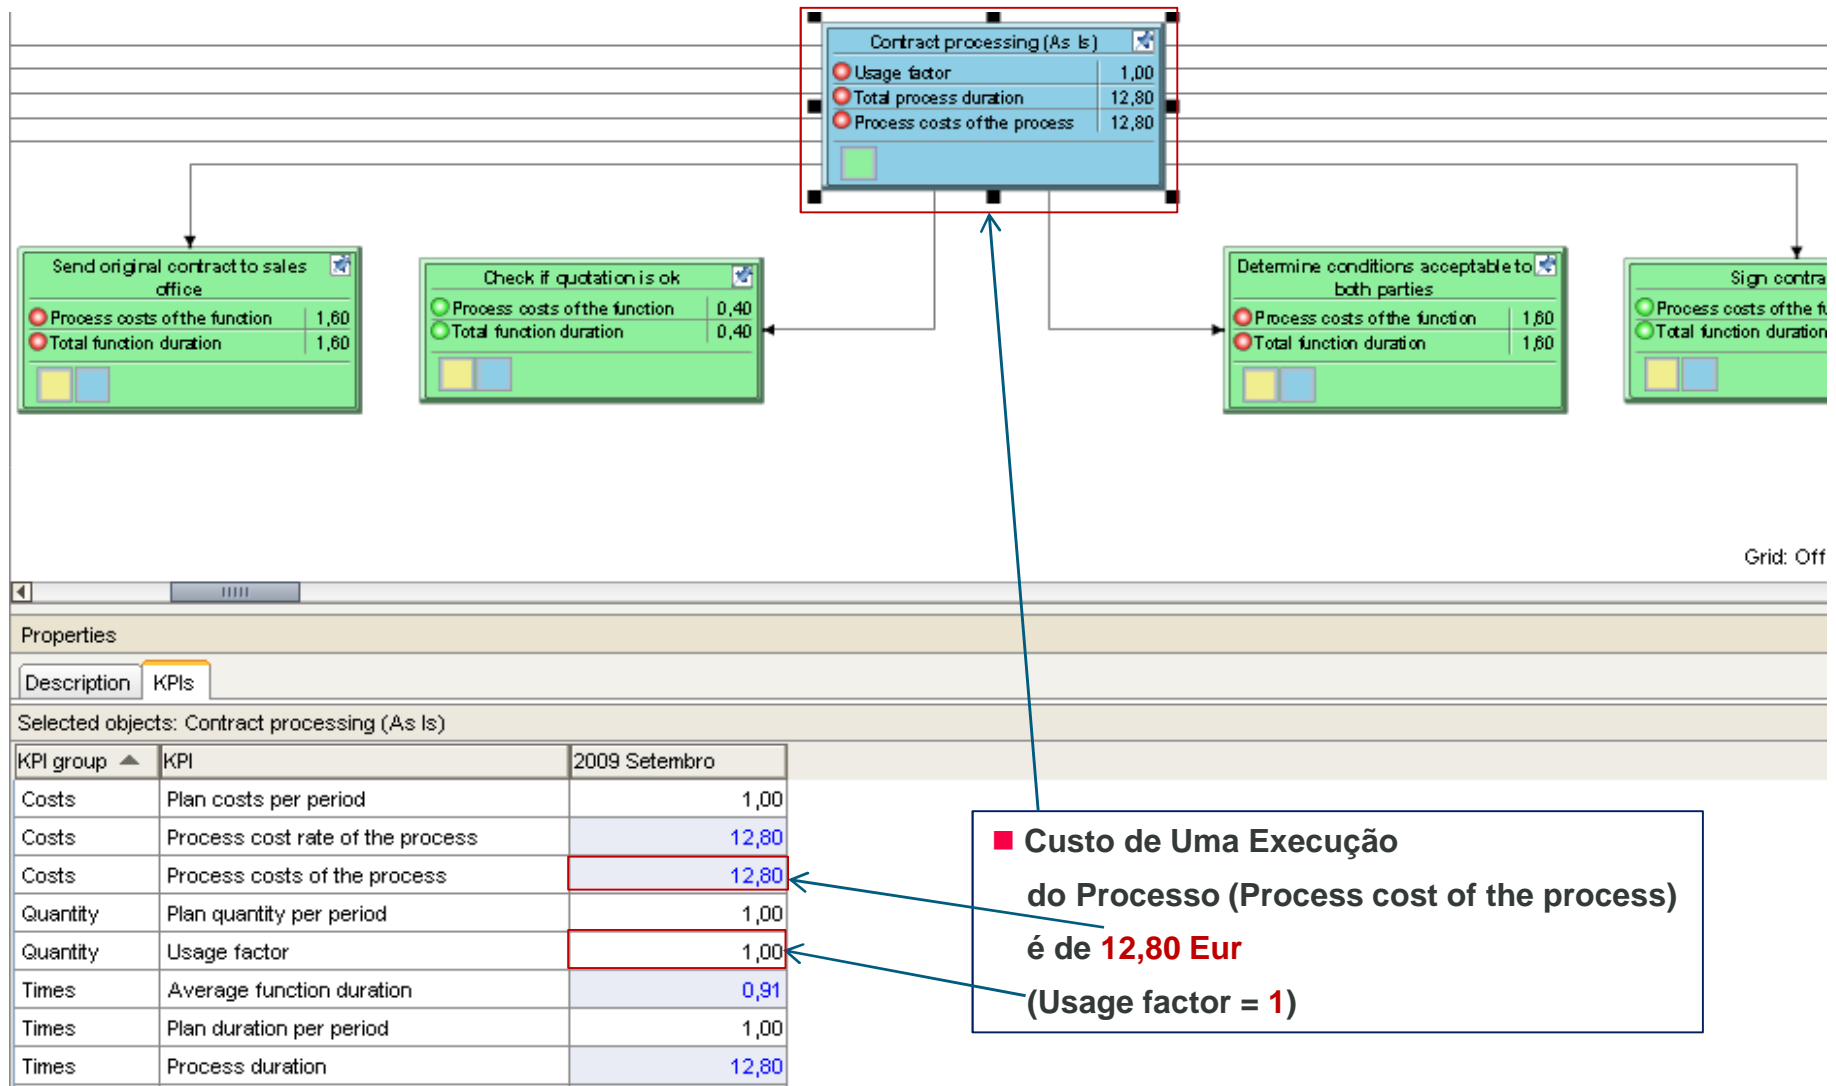 Contract processing (As Is)
Usage factor 1,00
Total process duration 12,80
Process costs of the process 12,80
Send original contract to sales
office
Process costs of the function 1,60
Total function duration 1,60
Check if quotation is ok
Process costs of the function 0,40
Total function duration 0,40
Determine conditions acceptable to
both parties
Process costs of the function 1,60
Total function duration 1,60
Sign contra
Process costs of the fu
Total function duration
Grid: Off
Properties
Description KPIs
Selected objects: Contract processing (As Is)
KPI group KPI 2009 Setembro
Costs Plan costs per period 1,00
Costs Process cost rate of the process 12,80
Costs Process costs of the process 12,80
Quantity Plan quantity per period 1,00
Quantity Usage factor 1,00
Times Average function duration 0,91
Times Plan duration per period 1,00
Times Process duration 12,80
Custo de Uma Execução
do Processo (Process cost of the process)
é de 12,80 Eur
(Usage factor = 1)